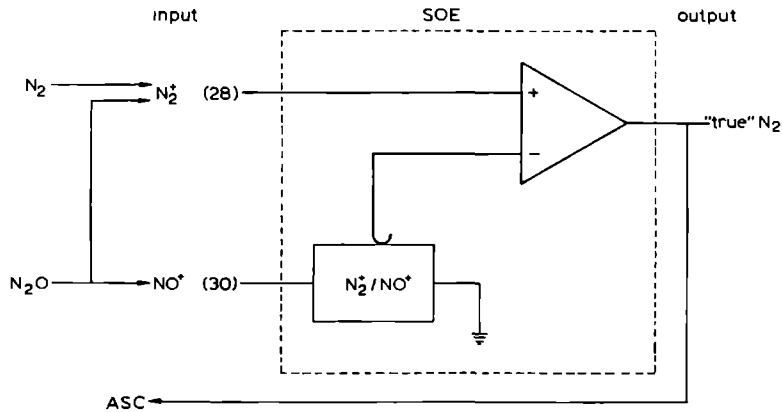 input SOE output
N₂ N₂⁺ (28) + "true" N₂
−
N₂O NO⁺ (30) N₂⁺/NO⁺
ASC